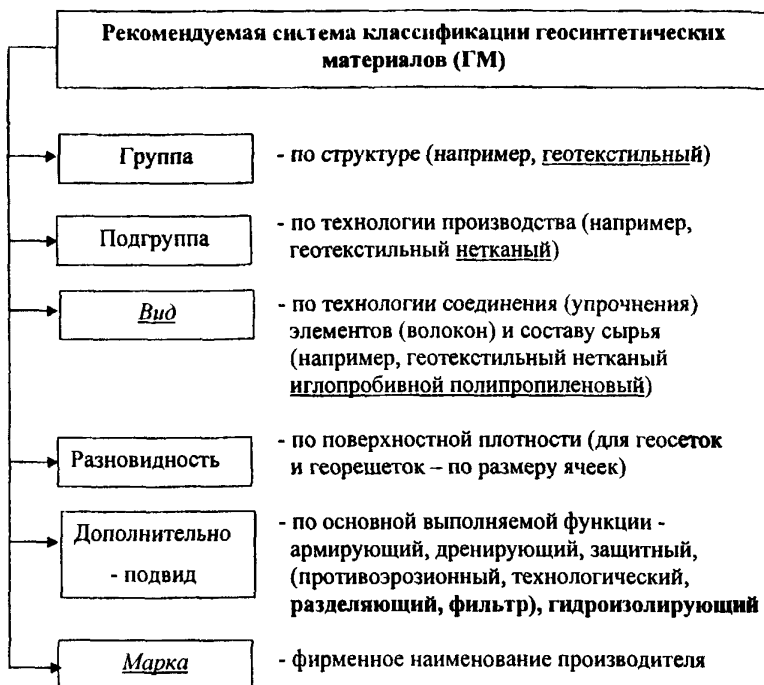 Рекомендуемая система классификации геосинтетических
материалов (ГМ)
Группа
- по структуре (например, геотекстильный)
Подгруппа
- по технологии производства (например,
геотекстильный нетканый)
Вид
- по технологии соединения (упрочнения)
элементов (волокон) и составу сырья
(например, геотекстильный нетканый
иглопробивной полипропиленовый)
Разновидность
- по поверхностной плотности (для геосеток
и георешеток – по размеру ячеек)
Дополнительно
- подвид
- по основной выполняемой функции -
армирующий, дренирующий, защитный,
(противоэрозионный, технологический,
разделяющий, фильтр), гидроизолирующий
Марка
- фирменное наименование производителя